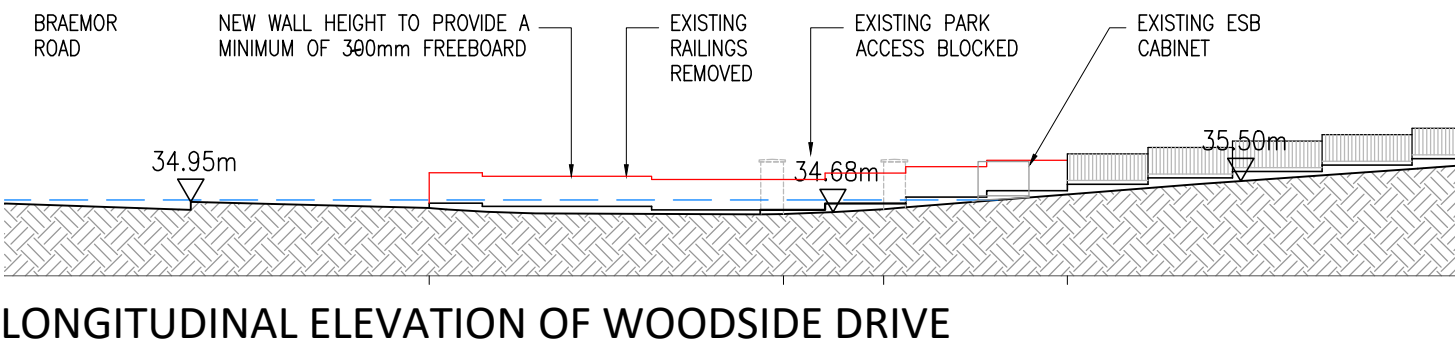 BRAEMOR
ROAD
NEW WALL HEIGHT TO PROVIDE A
MINIMUM OF 300mm FREEBOARD
EXISTING
RAILINGS
REMOVED
EXISTING PARK
ACCESS BLOCKED
EXISTING ESB
CABINET
34.95m
34.68m
35.50m
LONGITUDINAL ELEVATION OF WOODSIDE DRIVE